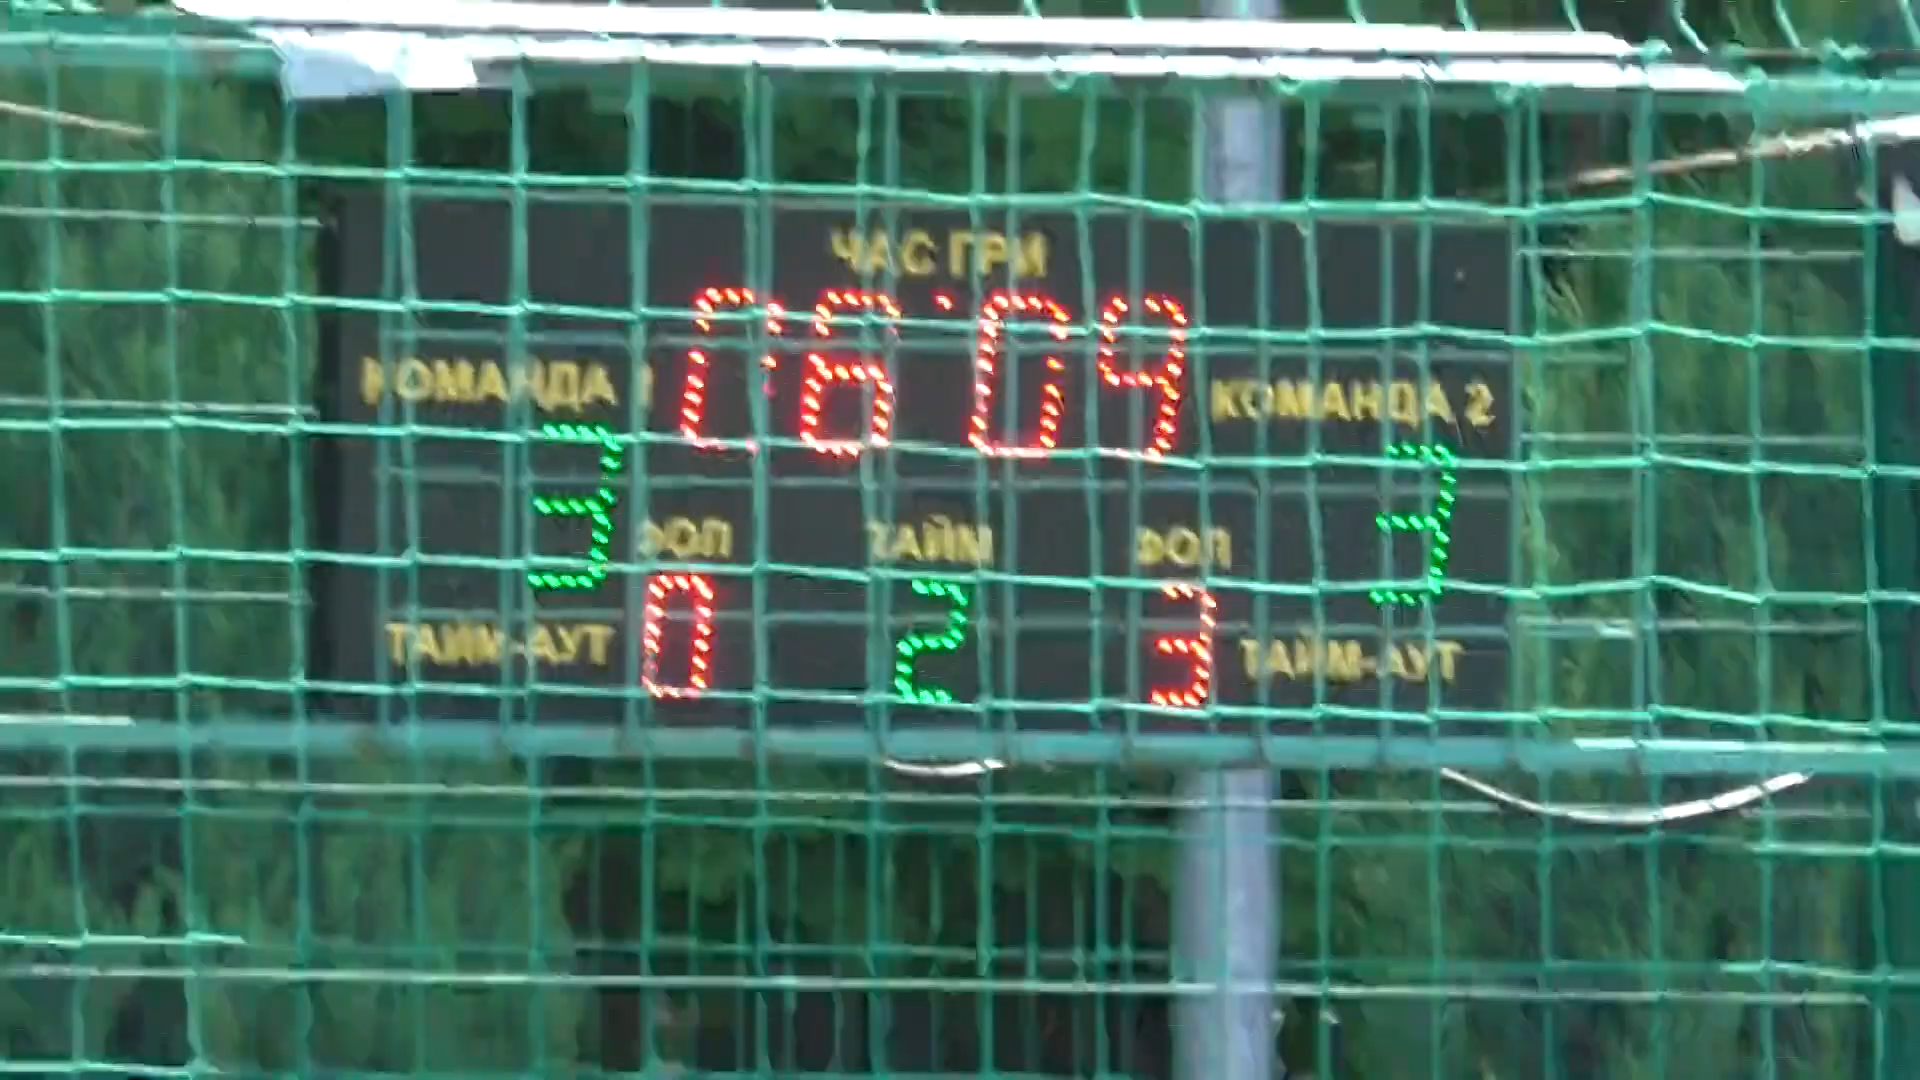 ЧАС ГРИ
06:09
КОМАНДА 1
КОМАНДА 2
3
3
ФОЛ
ТАЙМ
ФОЛ
0
2
3
ТАЙМ-АУТ
ТАЙМ-АУТ